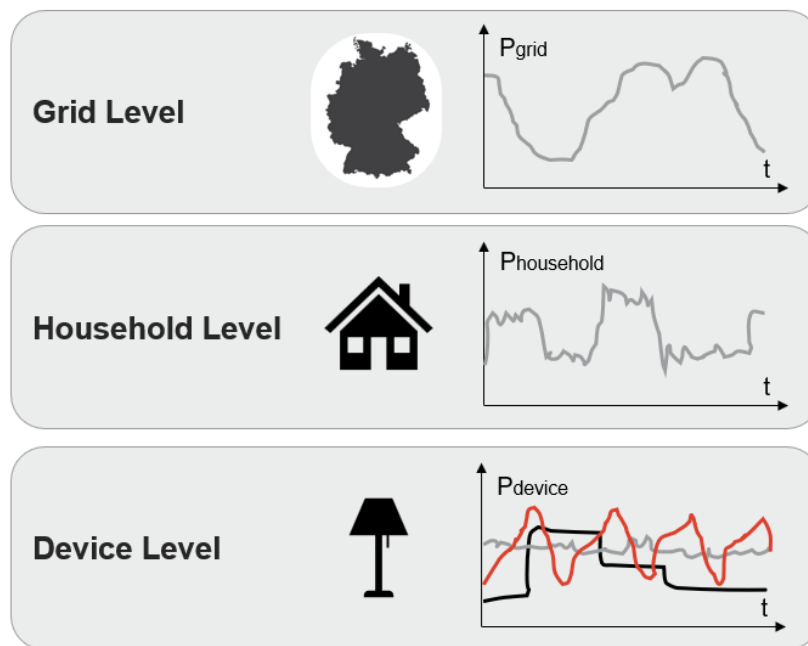 Grid Level
Pgrid
t
Household Level
Phousehold
t
Device Level
Pdevice
t